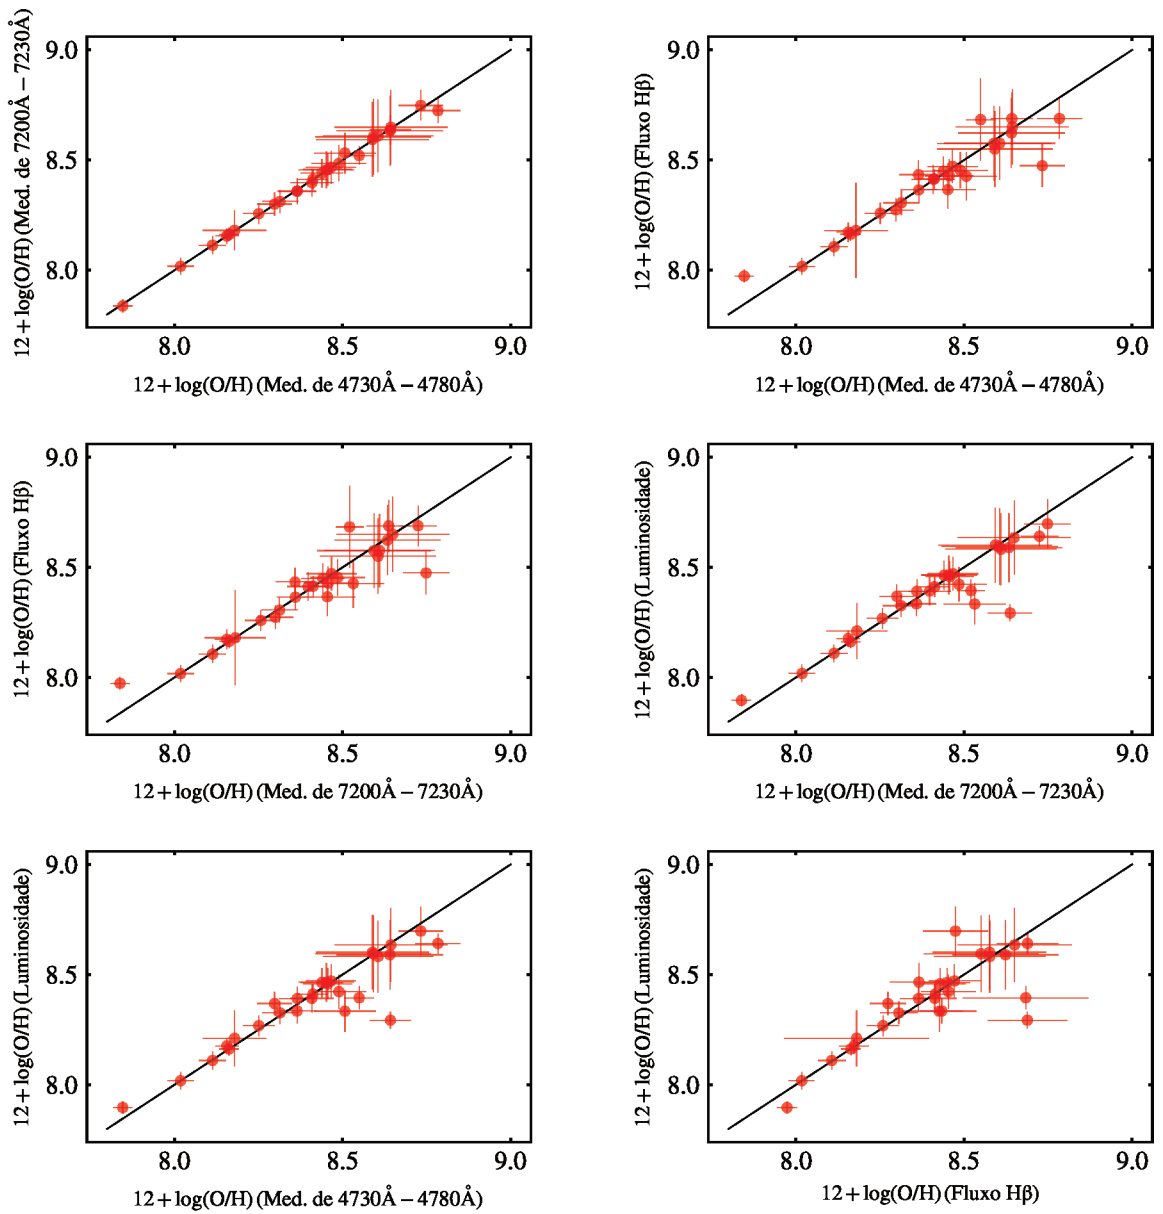 12+log(O/H) (Med. de 7200Å − 7230Å)
9.0
8.5
8.0
8.0 8.5 9.0
12+log(O/H) (Med. de 4730Å − 4780Å)
12+log(O/H) (Fluxo Hβ)
9.0
8.5
8.0
8.0 8.5 9.0
12+log(O/H) (Med. de 4730Å − 4780Å)
12+log(O/H) (Fluxo Hβ)
9.0
8.5
8.0
8.0 8.5 9.0
12+log(O/H) (Med. de 7200Å − 7230Å)
12+log(O/H) (Luminosidade)
9.0
8.5
8.0
8.0 8.5 9.0
12+log(O/H) (Med. de 7200Å − 7230Å)
12+log(O/H) (Luminosidade)
9.0
8.5
8.0
8.0 8.5 9.0
12+log(O/H) (Med. de 4730Å − 4780Å)
12+log(O/H) (Luminosidade)
9.0
8.5
8.0
8.0 8.5 9.0
12+log(O/H) (Fluxo Hβ)